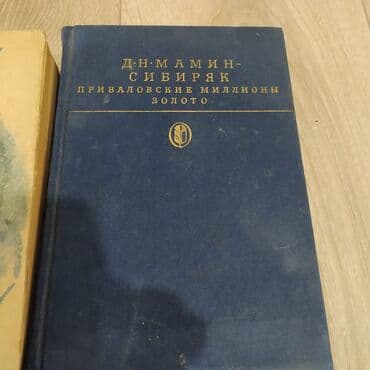 Д·Н·МАМИН-
СИБИРЯК
ПРИВАЛОВСКИЕ МИЛЛИОНЫ
ЗОЛОТО